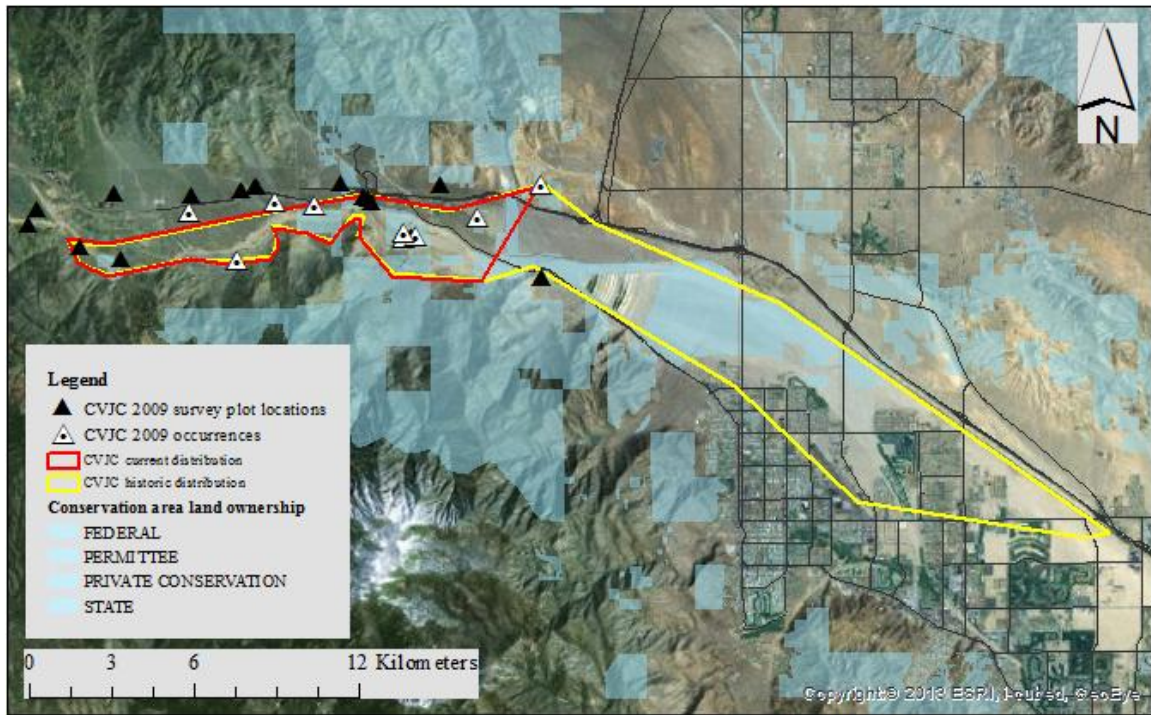 N
Legend
CVJC 2009 survey plot locations
CVJC 2009 occurrences
CVJC current distribution
CVJC historic distribution
Conservation area land ownership
FEDERAL
PERMITTEE
PRIVATE CONSERVATION
STATE
0 3 6 12 Kilometers
Copyright:© 2013 ESRI, i-cubed, GeoEye